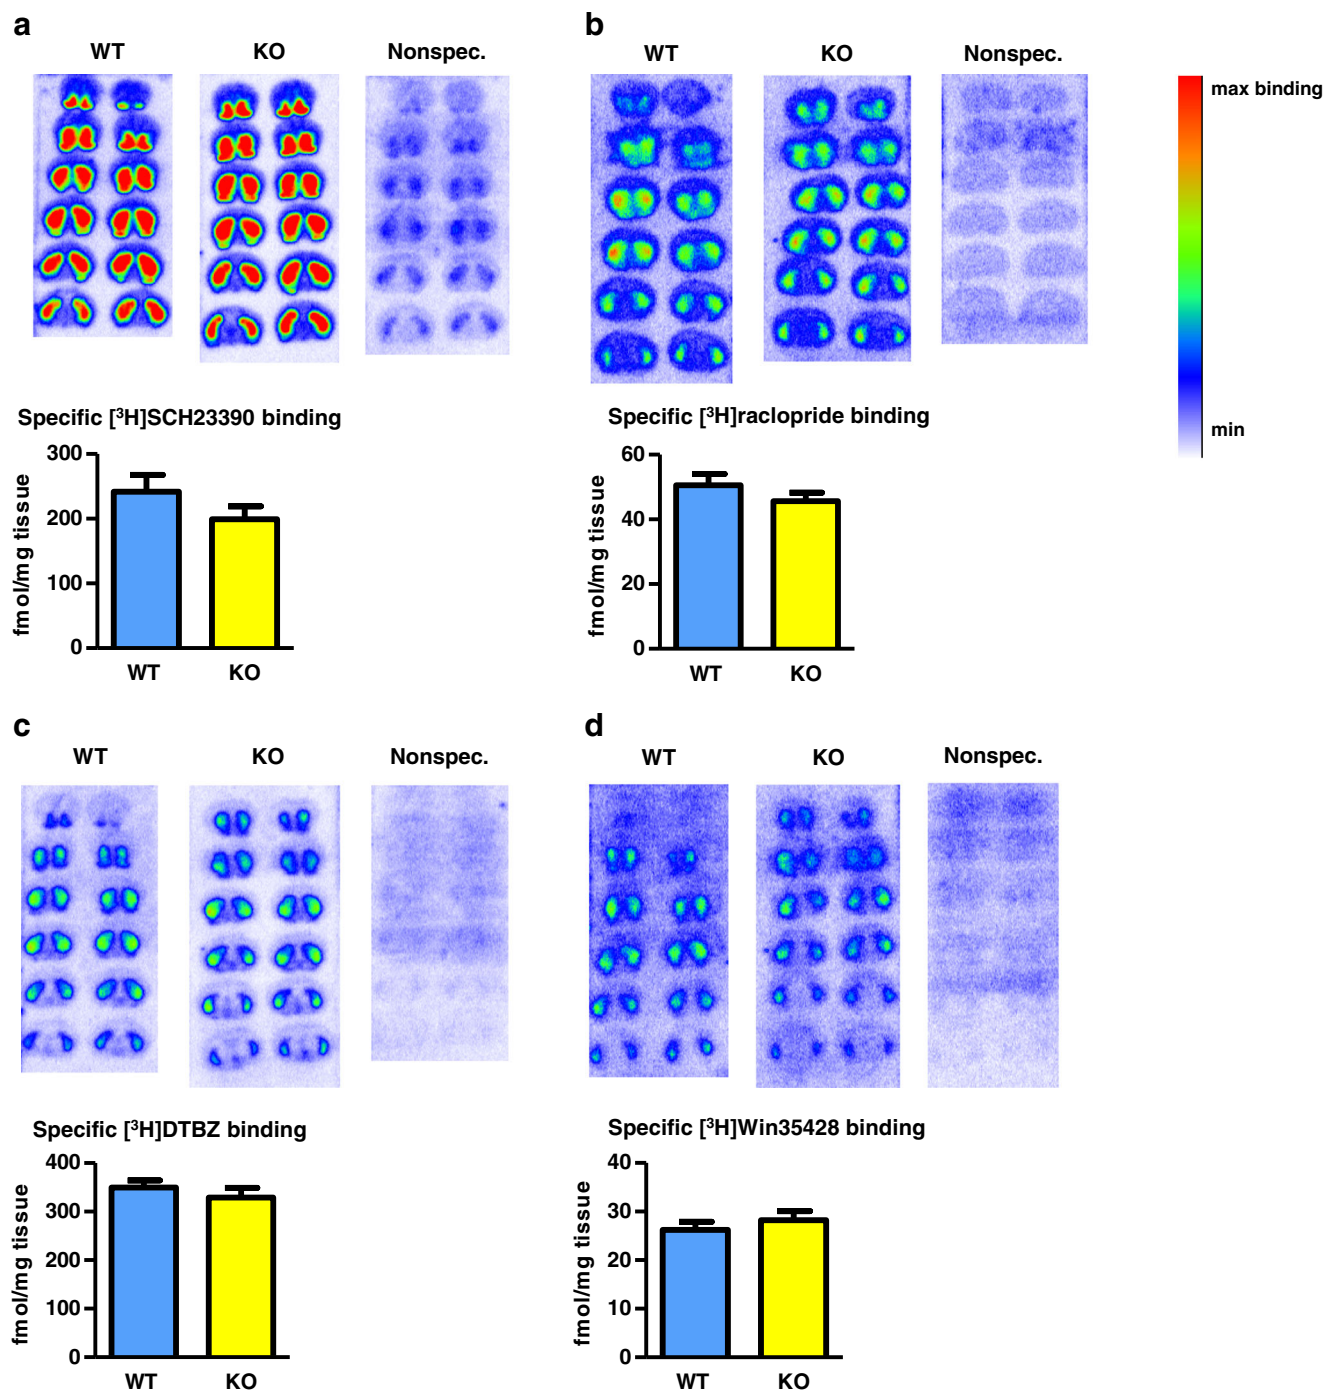 a
WT KO Nonspec.
b
WT KO Nonspec.
max binding
min
Specific [³H]SCH23390 binding
fmol/mg tissue
300
200
100
0
WT KO
Specific [³H]raclopride binding
fmol/mg tissue
60
40
20
0
WT KO
c
WT KO Nonspec.
d
WT KO Nonspec.
Specific [³H]DTBZ binding
fmol/mg tissue
400
300
200
100
0
WT KO
Specific [³H]Win35428 binding
fmol/mg tissue
40
30
20
10
0
WT KO